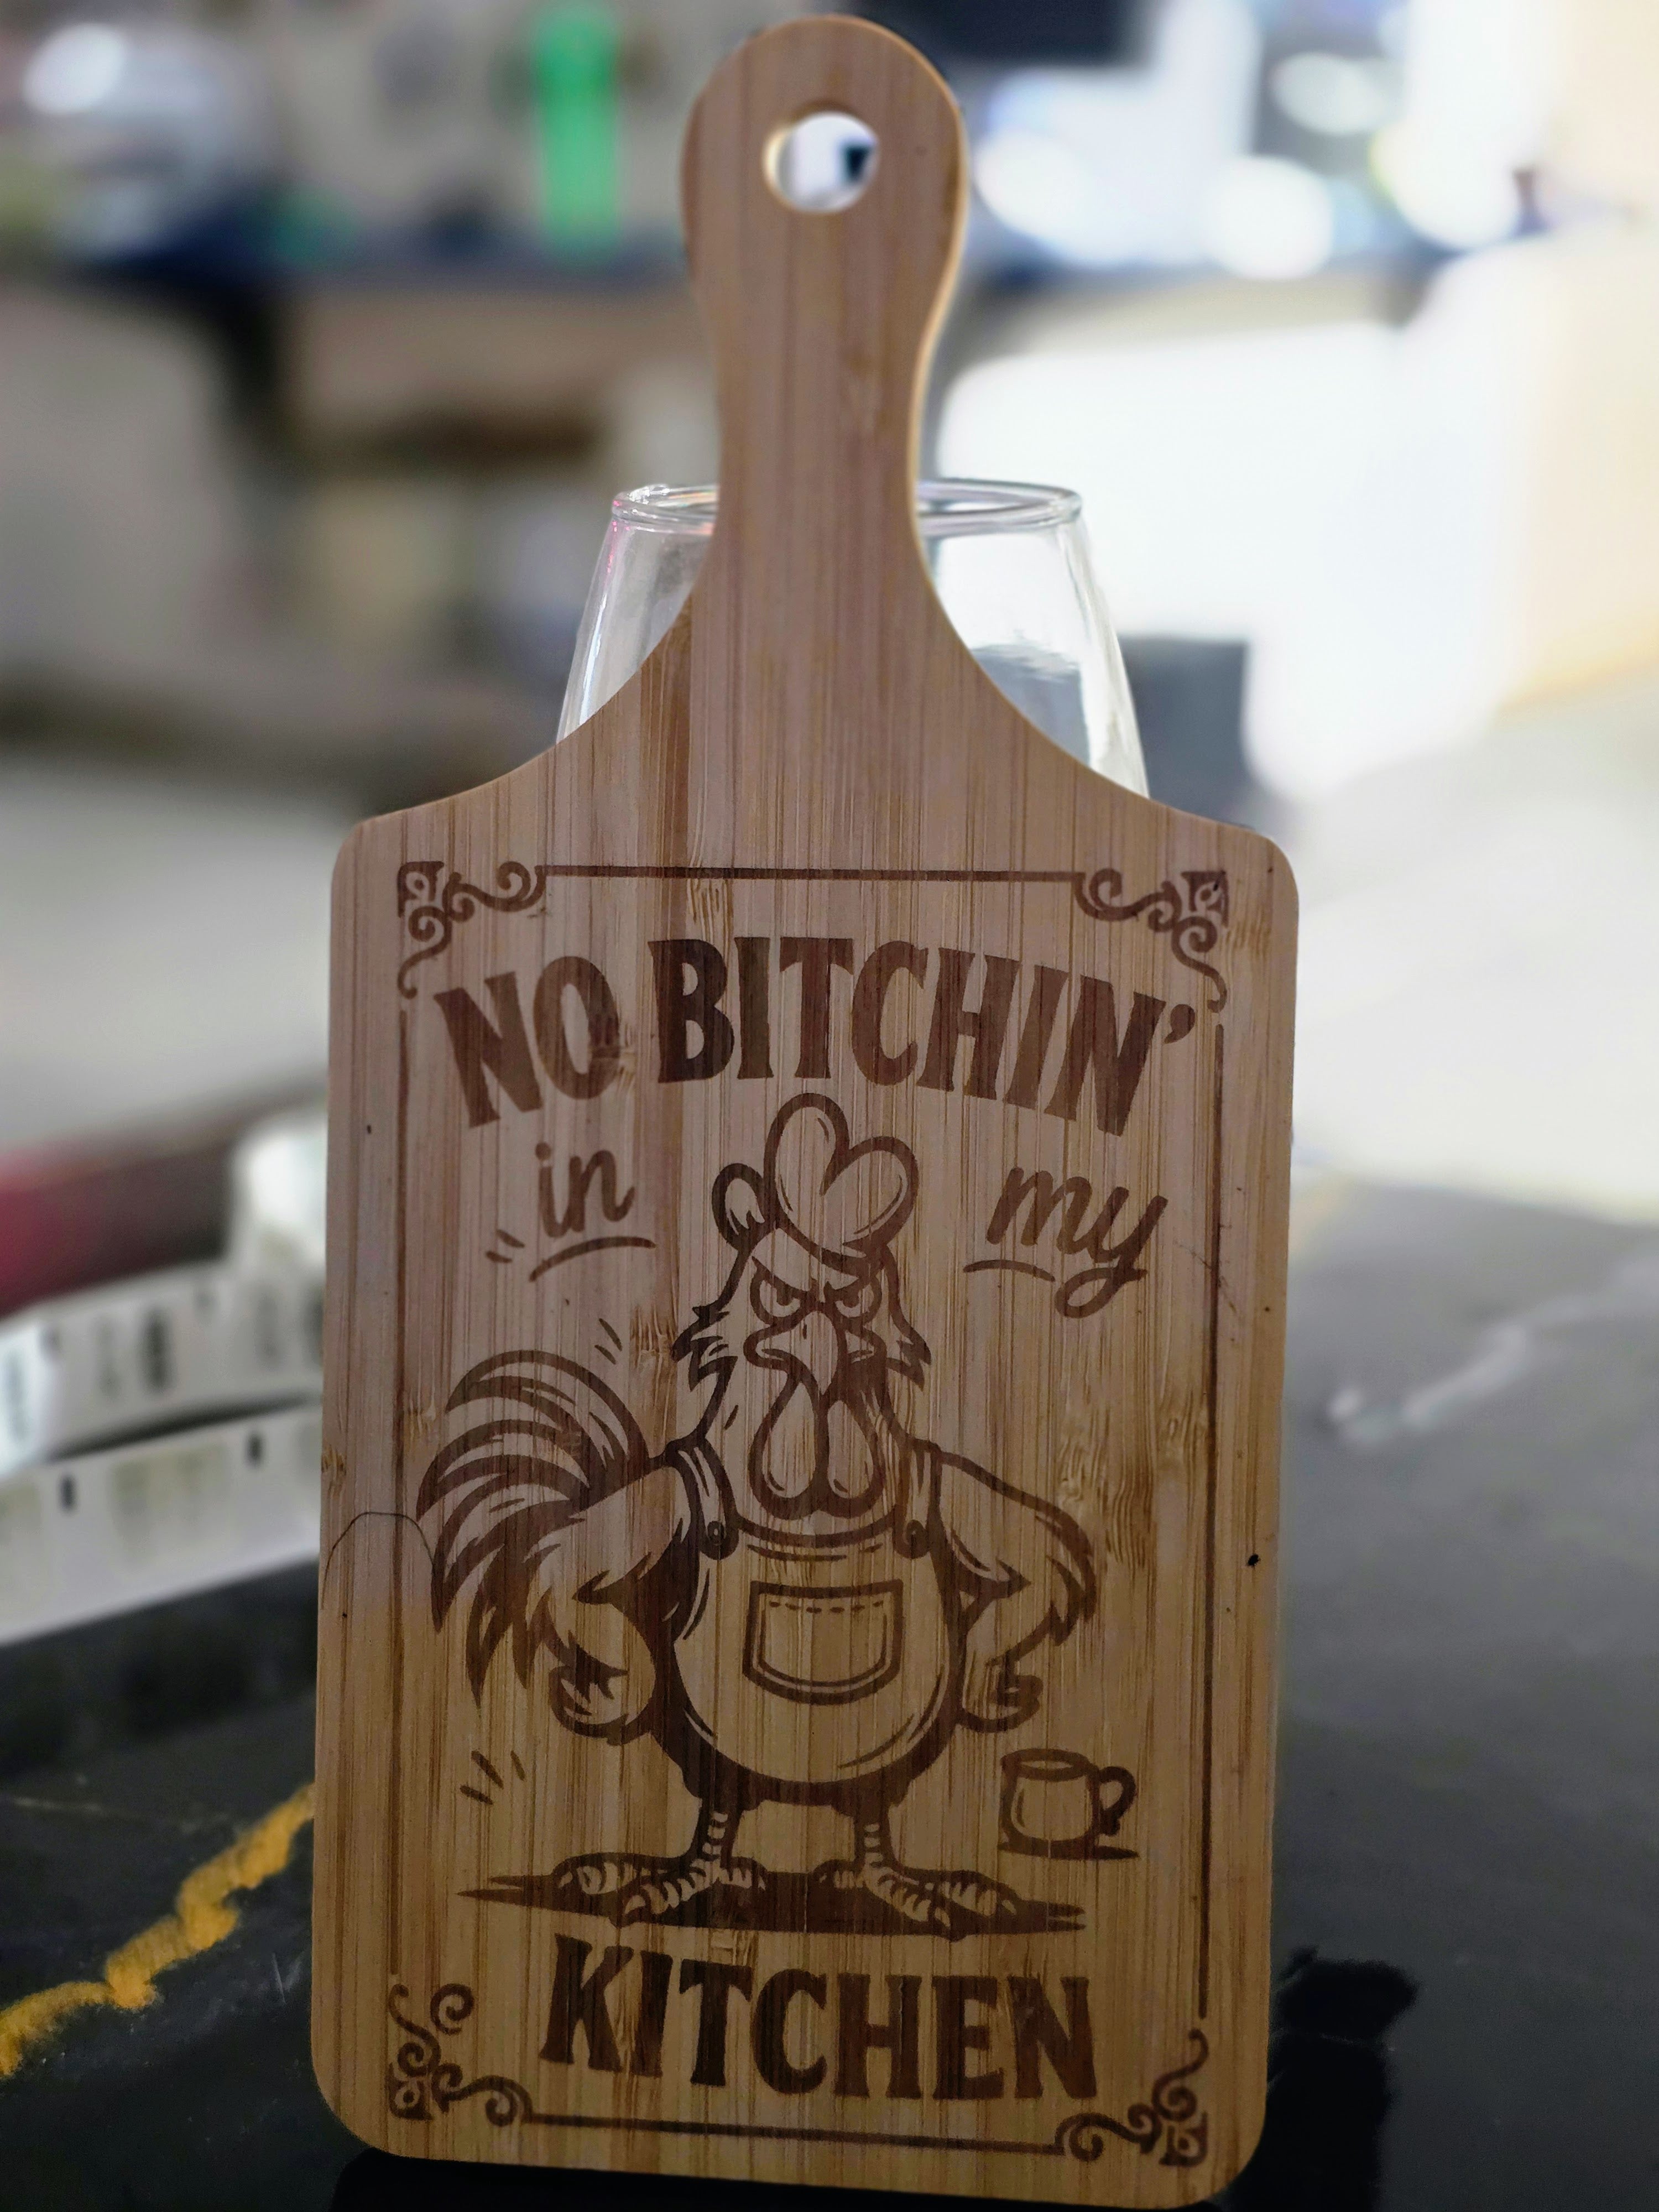 NO BITCHIN'
in my
KITCHEN